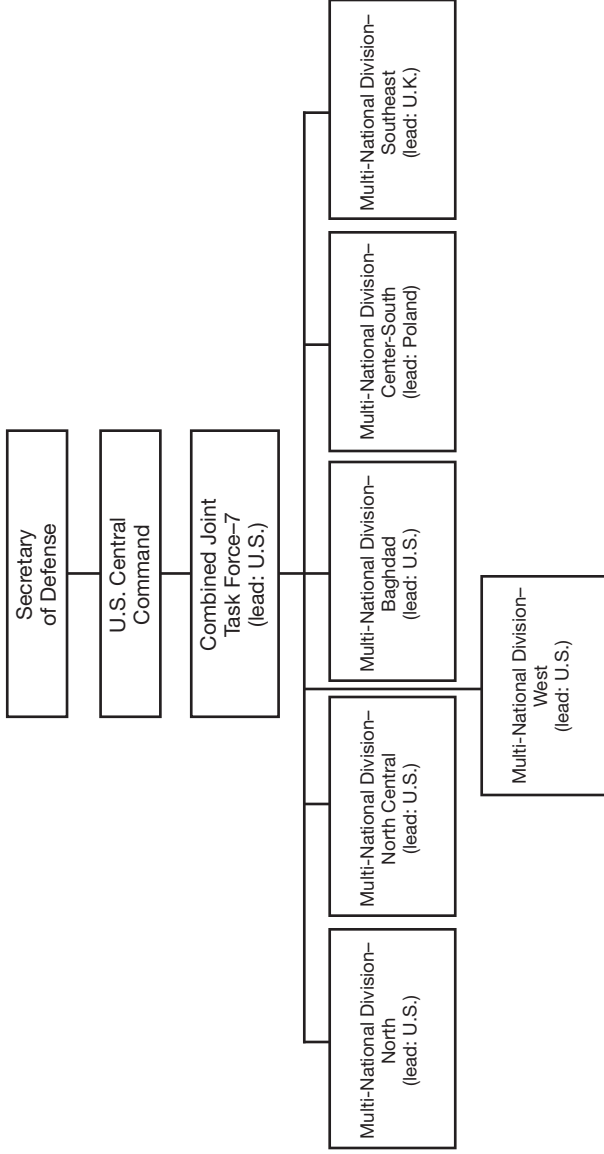 Secretary
of Defense
U.S. Central
Command
Combined Joint
Task Force–7
(lead: U.S.)
Multi-National Division–
North
(lead: U.S.)
Multi-National Division–
North Central
(lead: U.S.)
Multi-National Division–
Baghdad
(lead: U.S.)
Multi-National Division–
Center-South
(lead: Poland)
Multi-National Division–
Southeast
(lead: U.K.)
Multi-National Division–
West
(lead: U.S.)